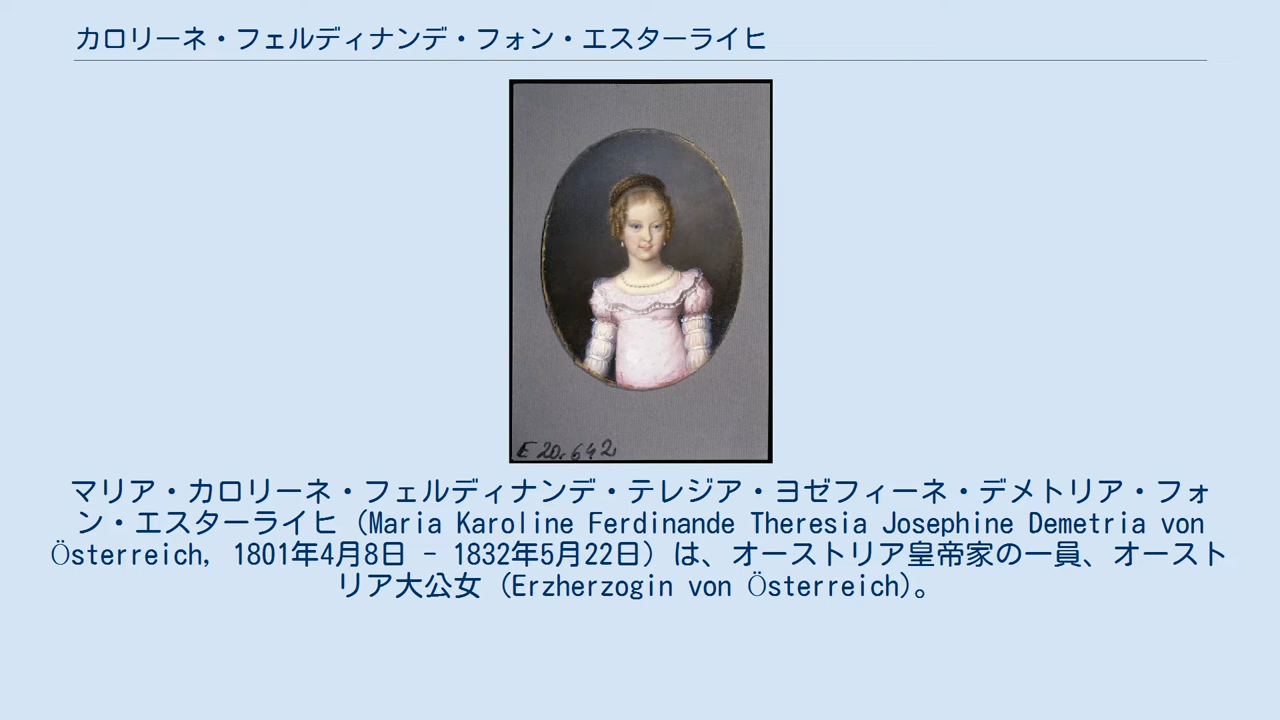 カロリーネ・フェルディナンデ・フォン・エスターライヒ
E 20.642
マリア・カロリーネ・フェルディナンデ・テレジア・ヨゼフィーネ・デメトリア・フォ
ン・エスターライヒ（Maria Karoline Ferdinande Theresia Josephine Demetria von
Österreich, 1801年4月8日 - 1832年5月22日）は、オーストリア皇帝家の一員、オースト
リア大公女（Erzherzogin von Österreich)。